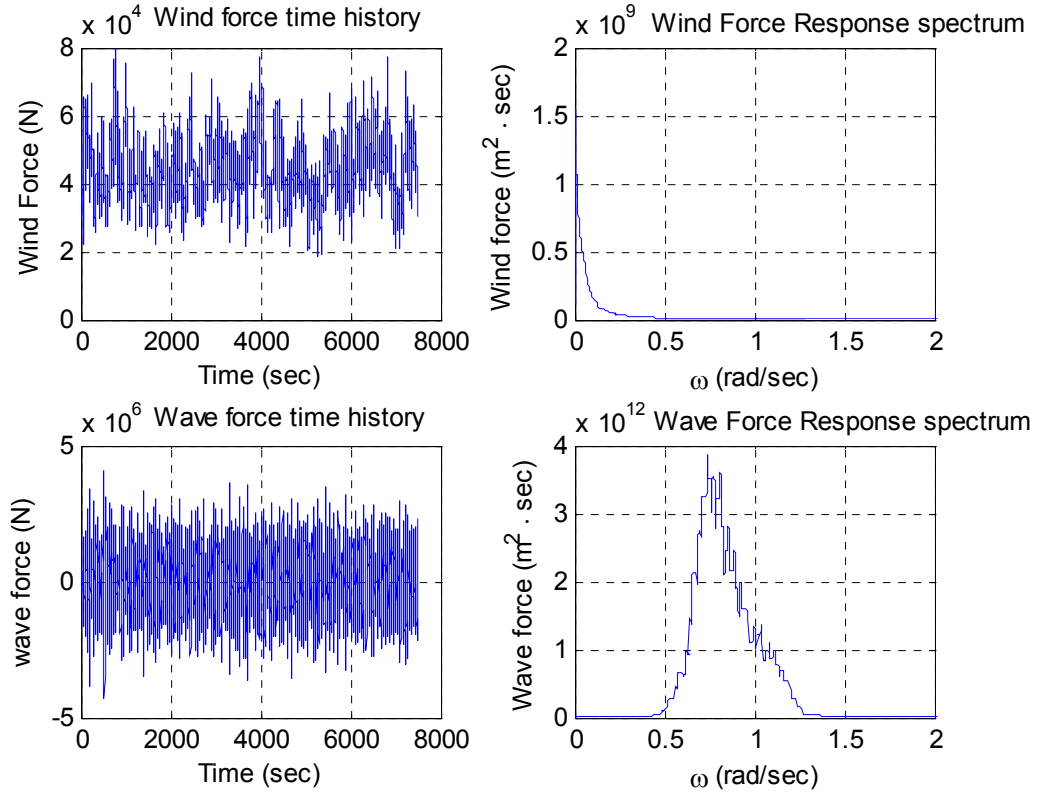 x 10^4 Wind force time history
Wind Force (N)
8
6
4
2
0
0 2000 4000 6000 8000
Time (sec)
x 10^9 Wind Force Response spectrum
Wind force (m^2 · sec)
2
1.5
1
0.5
0
0 0.5 1 1.5 2
ω (rad/sec)
x 10^6 Wave force time history
wave force (N)
5
0
-5
0 2000 4000 6000 8000
Time (sec)
x 10^12 Wave Force Response spectrum
Wave force (m^2 · sec)
4
3
2
1
0
0 0.5 1 1.5 2
ω (rad/sec)